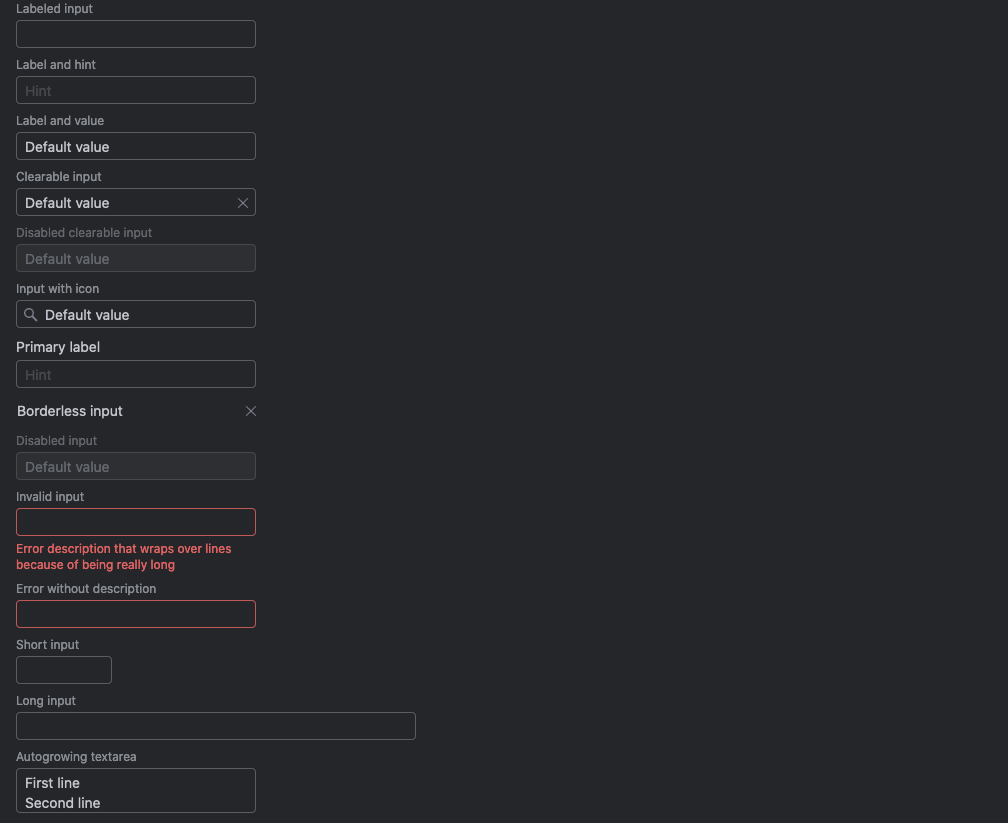 Labeled input
Label and hint
Hint
Label and value
Default value
Clearable input
Default value
Disabled clearable input
Default value
Input with icon
Default value
Primary label
Hint
Borderless input
Disabled input
Default value
Invalid input
Error description that wraps over lines
because of being really long
Error without description
Short input
Long input
Autogrowing textarea
First line
Second line